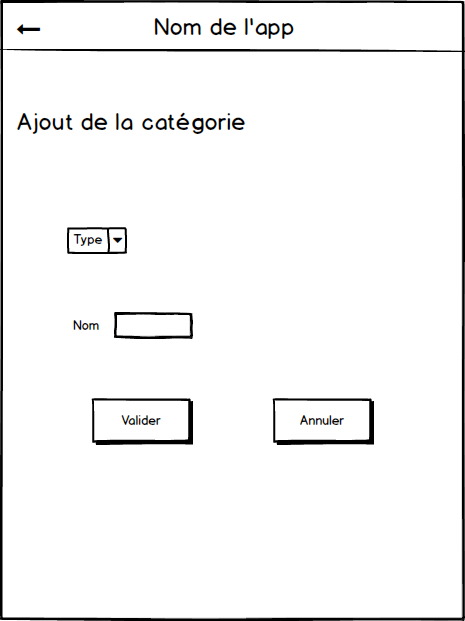 Nom de l'app
Ajout de la catégorie
Type
Nom
Valider
Annuler